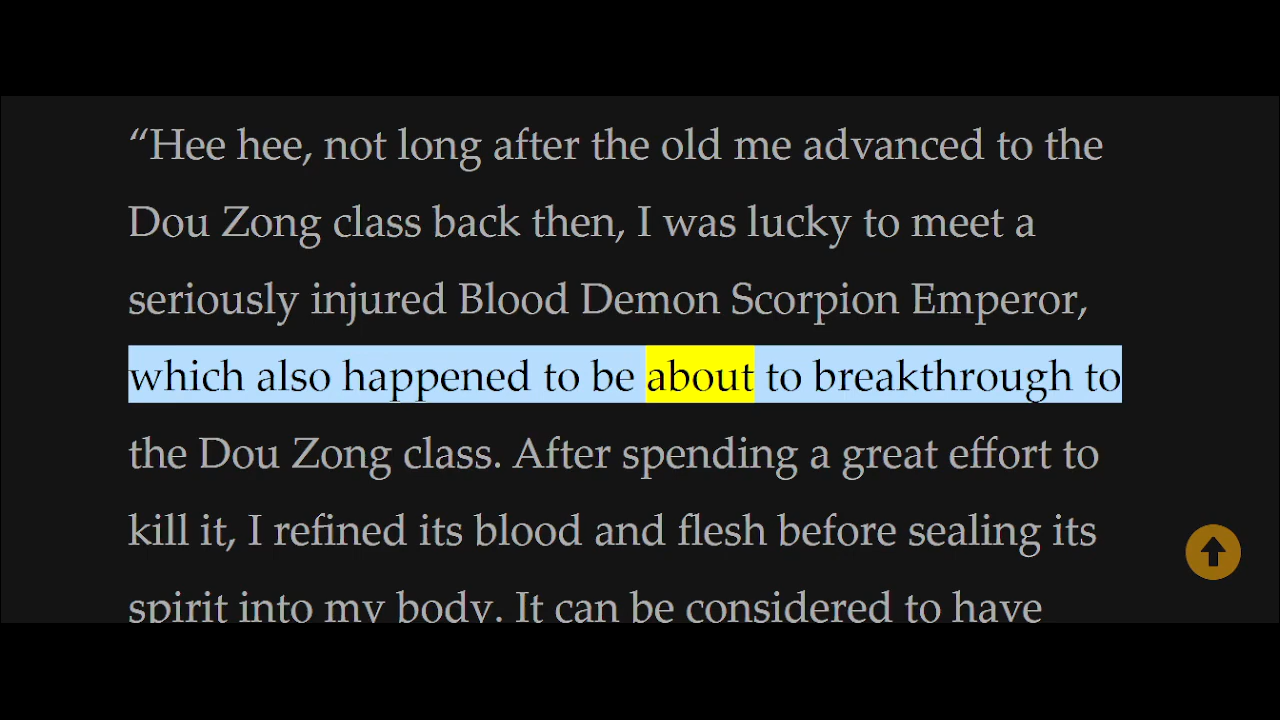 “Hee hee, not long after the old me advanced to the
Dou Zong class back then, I was lucky to meet a
seriously injured Blood Demon Scorpion Emperor,
which also happened to be about to breakthrough to
the Dou Zong class. After spending a great effort to
kill it, I refined its blood and flesh before sealing its
spirit into my body. It can be considered to have